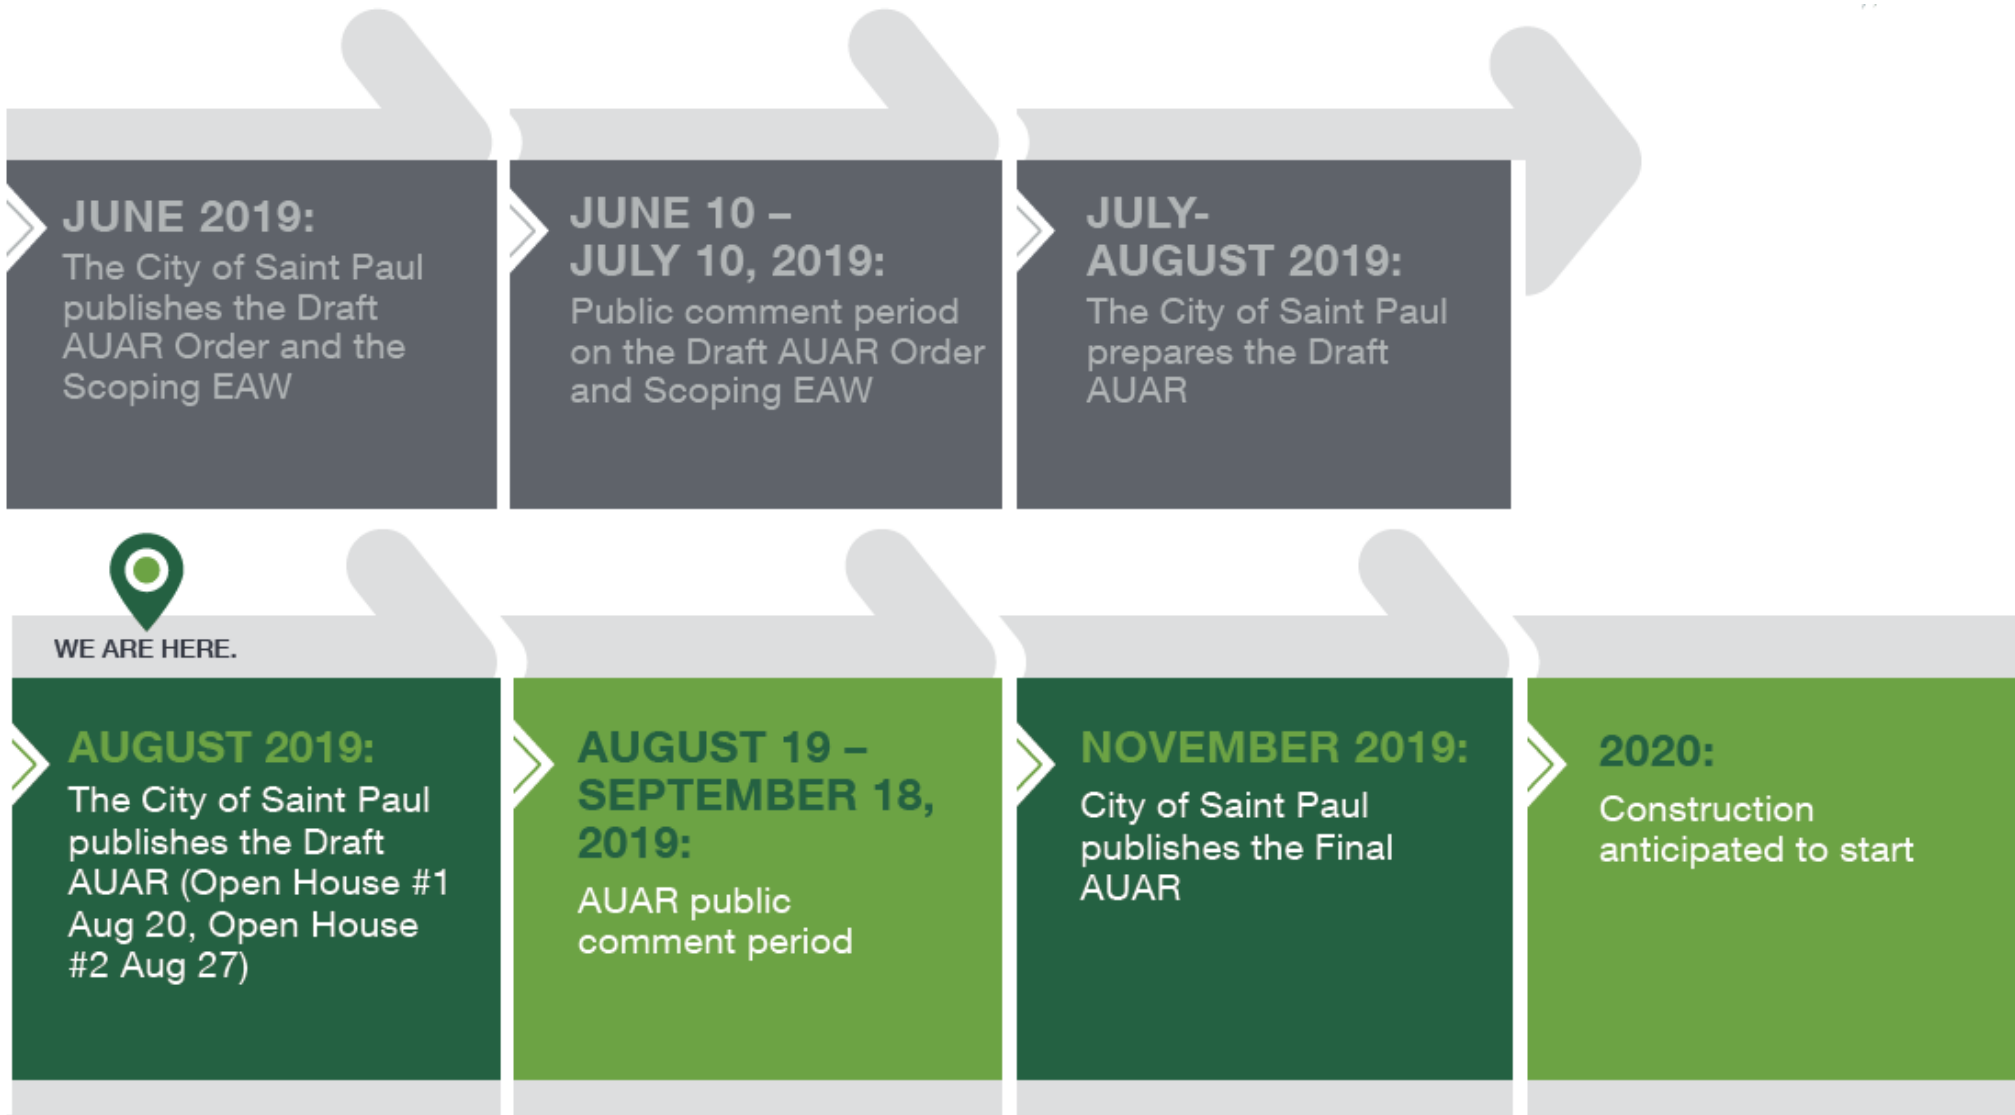 JUNE 2019:
The City of Saint Paul
publishes the Draft
AUAR Order and the
Scoping EAW
JUNE 10 –
JULY 10, 2019:
Public comment period
on the Draft AUAR Order
and Scoping EAW
JULY-
AUGUST 2019:
The City of Saint Paul
prepares the Draft
AUAR
WE ARE HERE.
AUGUST 2019:
The City of Saint Paul
publishes the Draft
AUAR (Open House #1
Aug 20, Open House
#2 Aug 27)
AUGUST 19 –
SEPTEMBER 18,
2019:
AUAR public
comment period
NOVEMBER 2019:
City of Saint Paul
publishes the Final
AUAR
2020:
Construction
anticipated to start